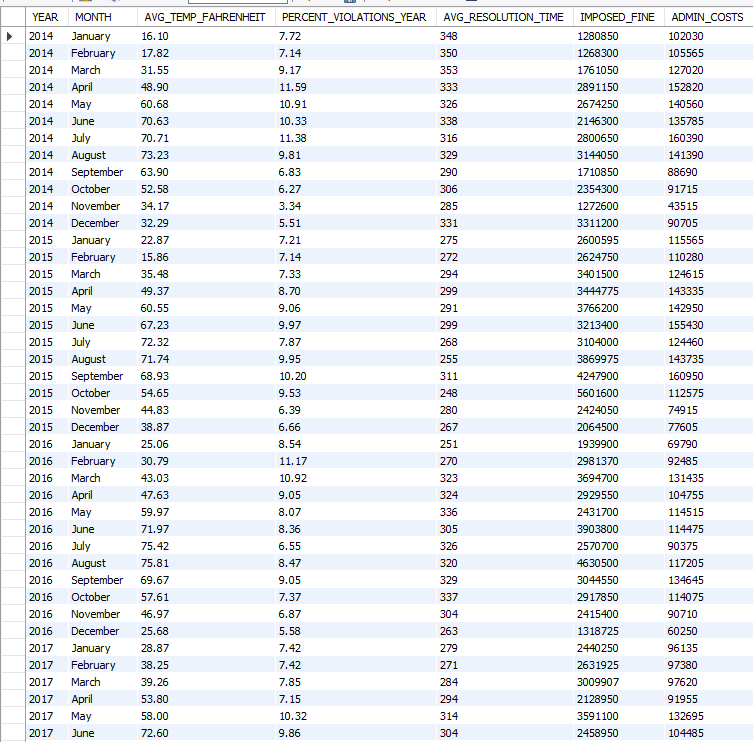 YEAR MONTH AVG_TEMP_FAHRENHEIT PERCENT_VIOLATIONS_YEAR AVG_RESOLUTION_TIME IMPOSED_FINE ADMIN_COSTS
2014 January 16.10 7.72 348 1280850 102030
2014 February 17.82 7.14 350 1268300 105565
2014 March 31.55 9.17 353 1761050 127020
2014 April 48.90 11.59 333 2891150 152820
2014 May 60.68 10.91 326 2674250 140560
2014 June 70.63 10.33 338 2146300 135785
2014 July 70.71 11.38 316 2800650 160390
2014 August 73.23 9.81 329 3144050 141390
2014 September 63.90 6.83 290 1710850 88690
2014 October 52.58 6.27 306 2354300 91715
2014 November 34.17 3.34 285 1272600 43515
2014 December 32.29 5.51 331 3311200 90705
2015 January 22.87 7.21 275 2600595 115565
2015 February 15.86 7.14 272 2624750 110280
2015 March 35.48 7.33 294 3401500 124615
2015 April 49.37 8.70 299 3444775 143335
2015 May 60.55 9.06 291 3766200 142950
2015 June 67.23 9.97 299 3213400 155430
2015 July 72.32 7.87 268 3104000 124460
2015 August 71.74 9.95 255 3869975 143735
2015 September 68.93 10.20 311 4247900 160950
2015 October 54.65 9.53 248 5601600 112575
2015 November 44.83 6.39 280 2424050 74915
2015 December 38.87 6.66 267 2064500 77605
2016 January 25.06 8.54 251 1939900 69790
2016 February 30.79 11.17 270 2981370 92485
2016 March 43.03 10.92 323 3694700 131435
2016 April 47.63 9.05 324 2929550 104755
2016 May 59.97 8.07 336 2431700 114515
2016 June 71.97 8.36 305 3903800 114475
2016 July 75.42 6.55 326 2570700 90375
2016 August 75.81 8.47 320 4630500 117205
2016 September 69.67 9.05 329 3044550 134645
2016 October 57.61 7.37 337 2917850 114075
2016 November 46.97 6.87 304 2415400 90710
2016 December 25.68 5.58 263 1318725 60250
2017 January 28.87 7.42 279 2440250 96135
2017 February 38.25 7.42 271 2631925 97380
2017 March 39.26 7.85 284 3009907 97620
2017 April 53.80 7.15 294 2128950 91955
2017 May 58.00 10.32 314 3591100 132695
2017 June 72.60 9.86 304 2458950 104485